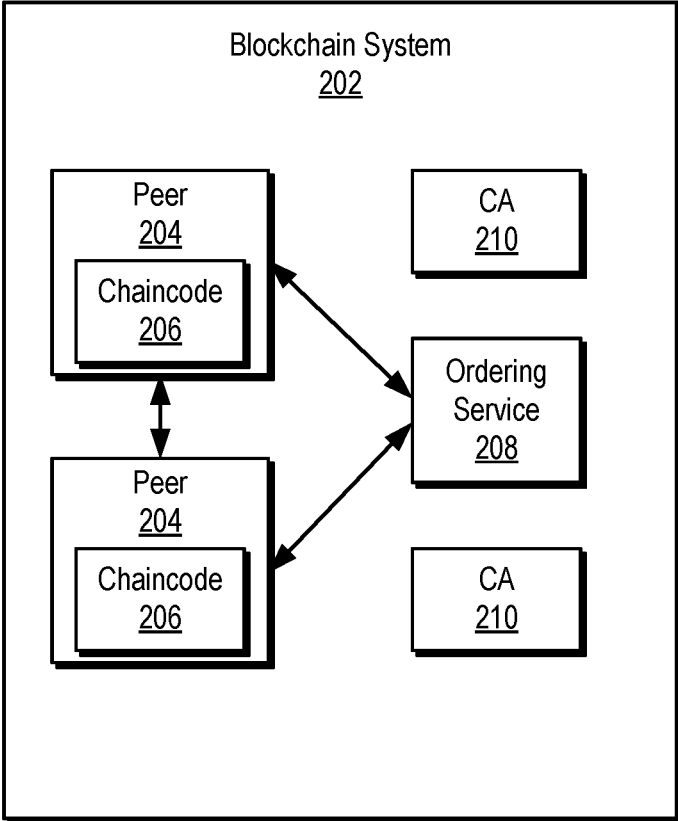 Blockchain System
202
Peer
204
Chaincode
206
CA
210
Ordering
Service
208
Peer
204
Chaincode
206
CA
210